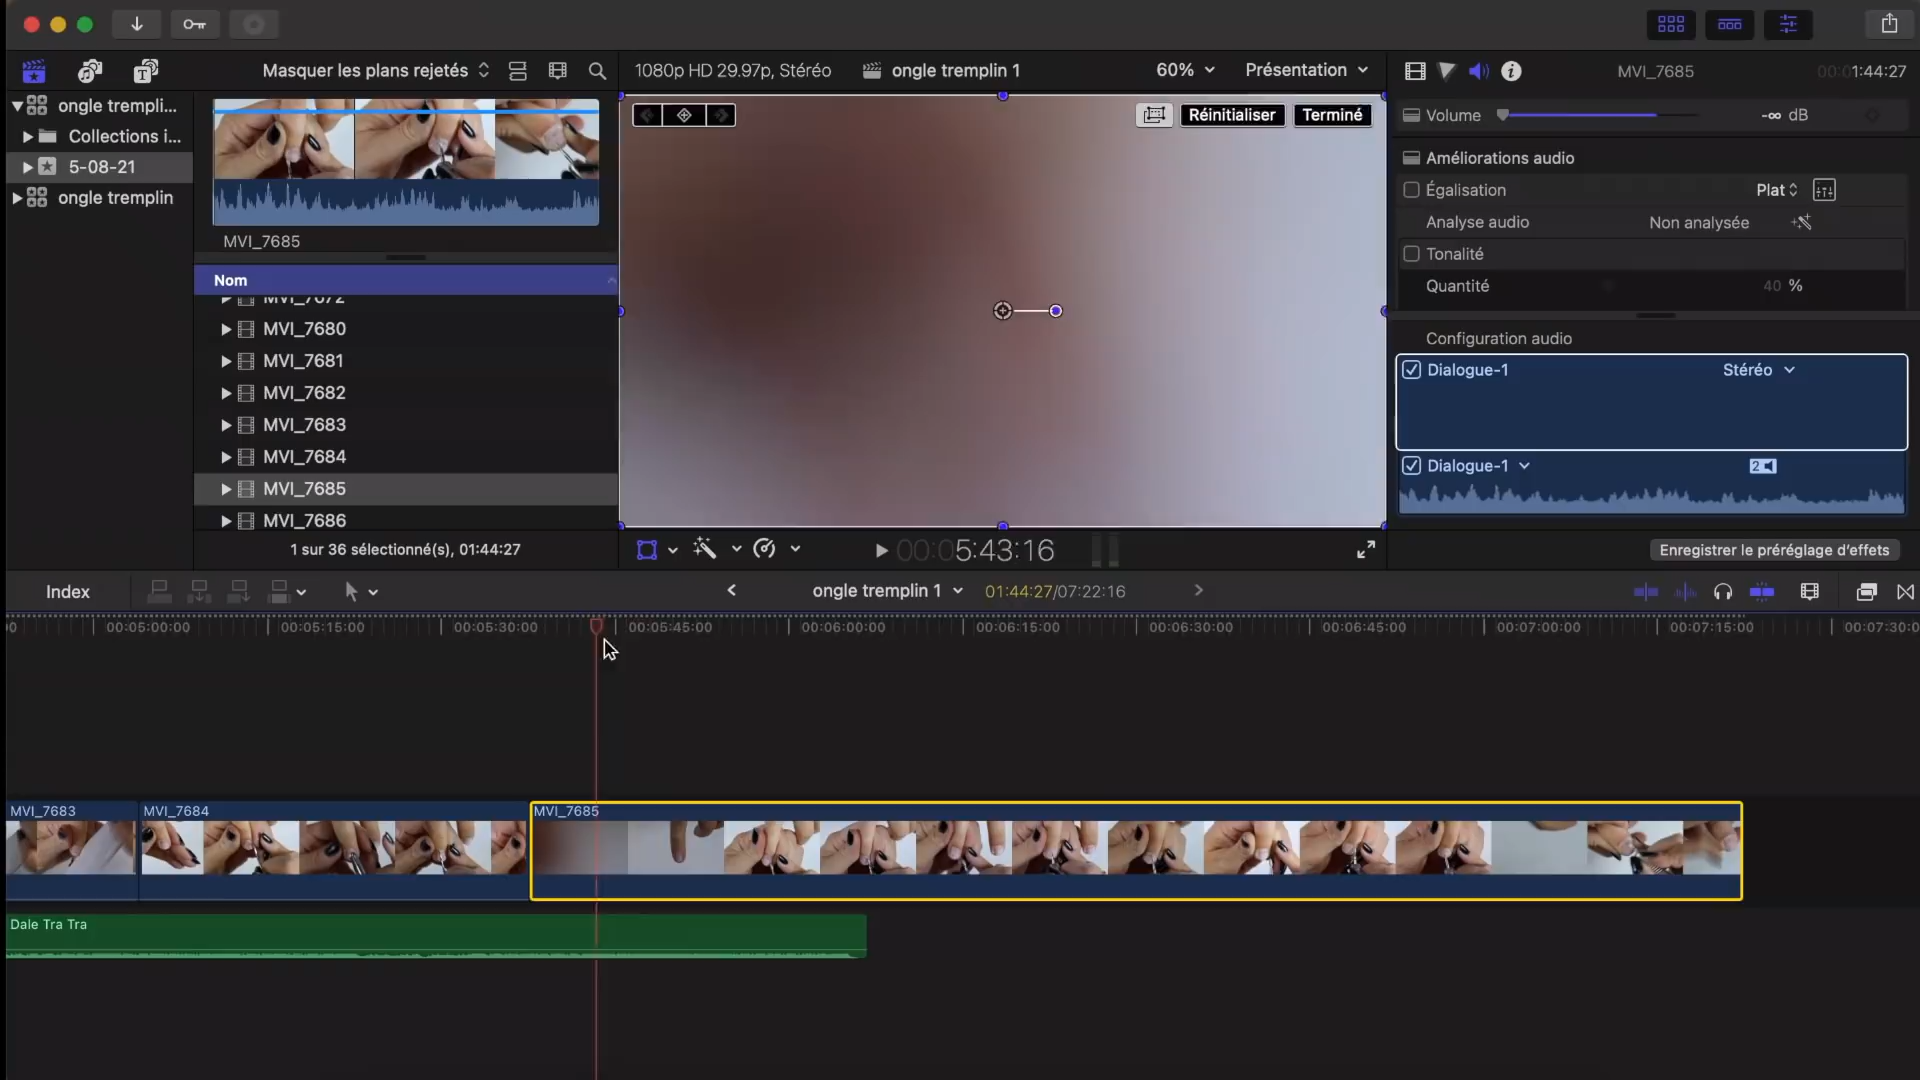 Masquer les plans rejetés
1080p HD 29.97p, Stéréo
ongle tremplin 1
60%
Présentation
MVI_7685
00:01:44:27
ongle trempli...
Collections i...
5-08-21
ongle tremplin
MVI_7685
Réinitialiser
Terminé
Volume
-∞ dB
Améliorations audio
Égalisation
Plat
Analyse audio
Non analysée
Tonalité
Quantité
40 %
Nom
MVI_7672
MVI_7680
MVI_7681
MVI_7682
MVI_7683
MVI_7684
MVI_7685
MVI_7686
Configuration audio
Dialogue-1
Stéréo
Dialogue-1
2
1 sur 36 sélectionné(s), 01:44:27
00:05:43:16
Enregistrer le préréglage d'effets
Index
ongle tremplin 1
01:44:27/07:22:16
00:05:00:00
00:05:15:00
00:05:30:00
00:05:45:00
00:06:00:00
00:06:15:00
00:06:30:00
00:06:45:00
00:07:00:00
00:07:15:00
00:07:30:0
MVI_7683
MVI_7684
MVI_7685
Dale Tra Tra